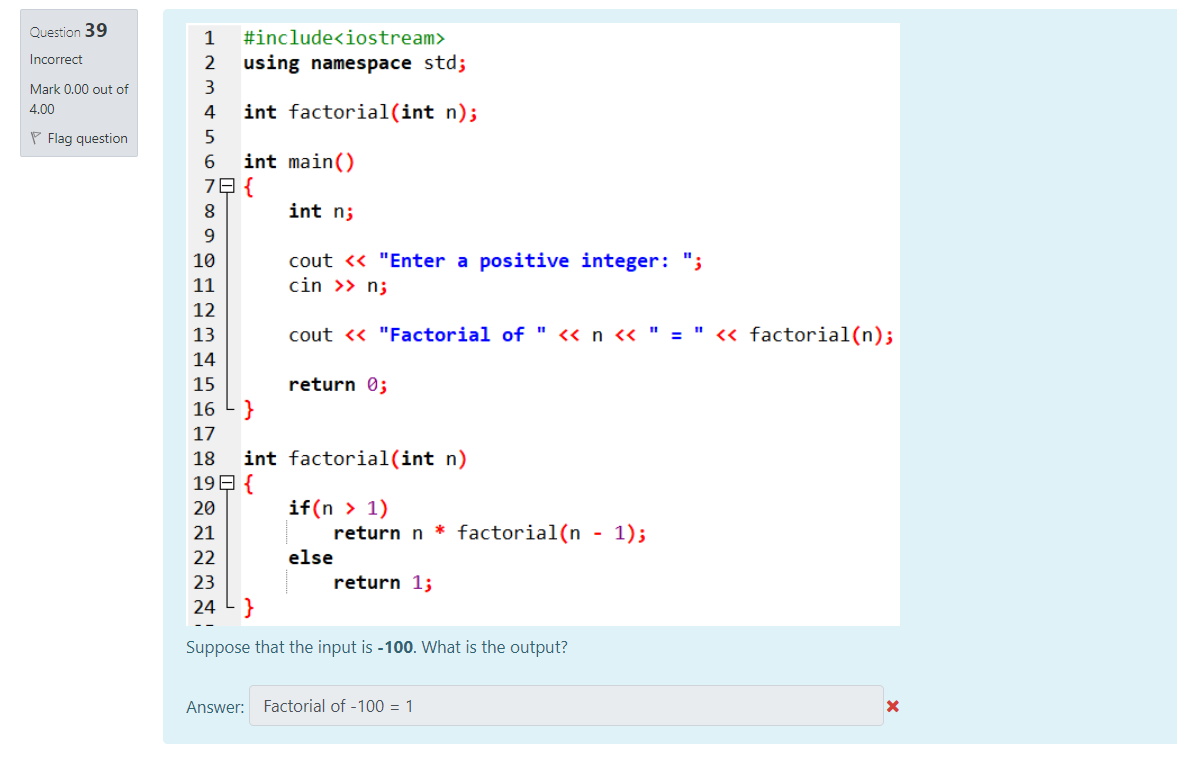 Question 39
Incorrect
Mark 0.00 out of
4.00
Flag question
1 #include<iostream>
2 using namespace std;
3
4 int factorial(int n);
5
6 int main()
7 {
8 int n;
9
10 cout << "Enter a positive integer: ";
11 cin >> n;
12
13 cout << "Factorial of " << n << " = " << factorial(n);
14
15 return 0;
16 }
17
18 int factorial(int n)
19 {
20 if(n > 1)
21 return n * factorial(n - 1);
22 else
23 return 1;
24 }
Suppose that the input is -100. What is the output?
Answer: Factorial of -100 = 1